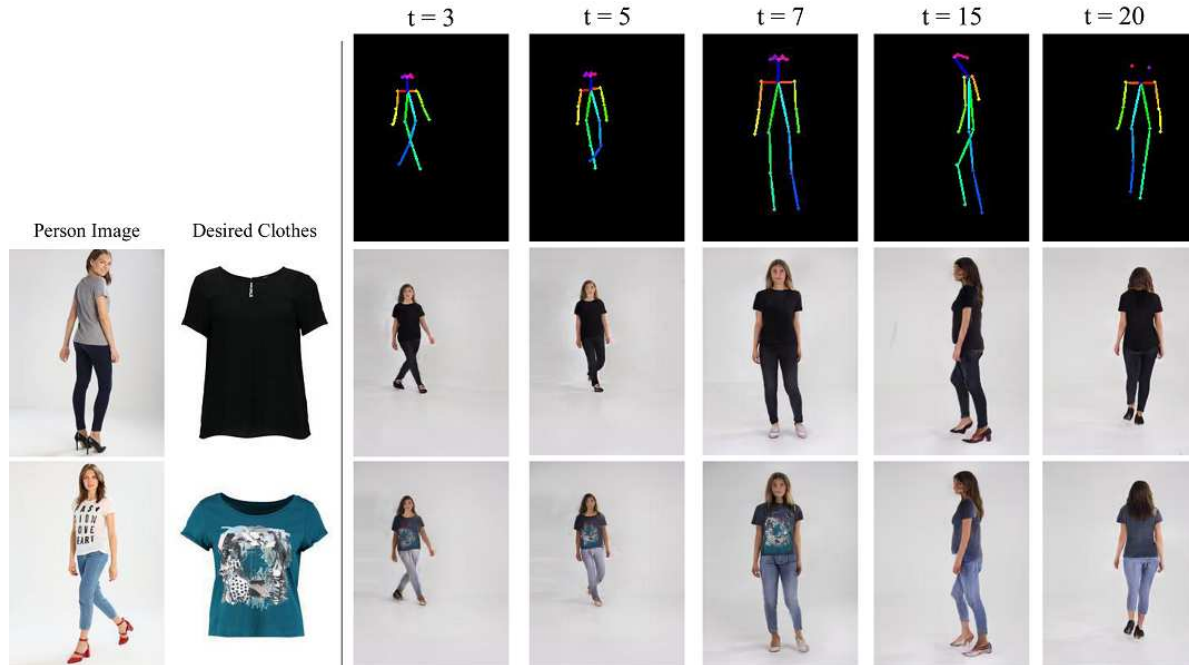 t = 3
t = 5
t = 7
t = 15
t = 20
Person Image
Desired Clothes